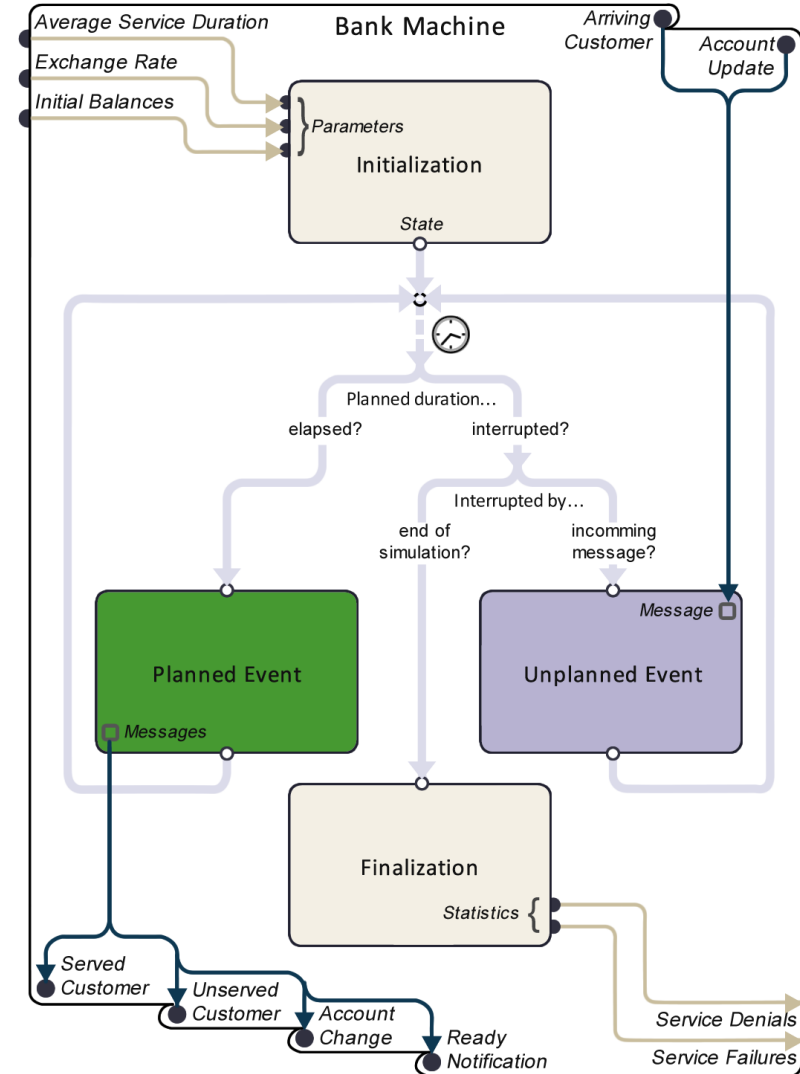 Bank Machine
Average Service Duration
Exchange Rate
Initial Balances
Arriving
Customer
Account
Update
Parameters
Initialization
State
Planned duration...
elapsed?
interrupted?
Interrupted by...
end of
simulation?
incomming
message?
Message
Planned Event
Unplanned Event
Messages
Finalization
Statistics
Served
Customer
Unserved
Customer
Account
Change
Ready
Notification
Service Denials
Service Failures